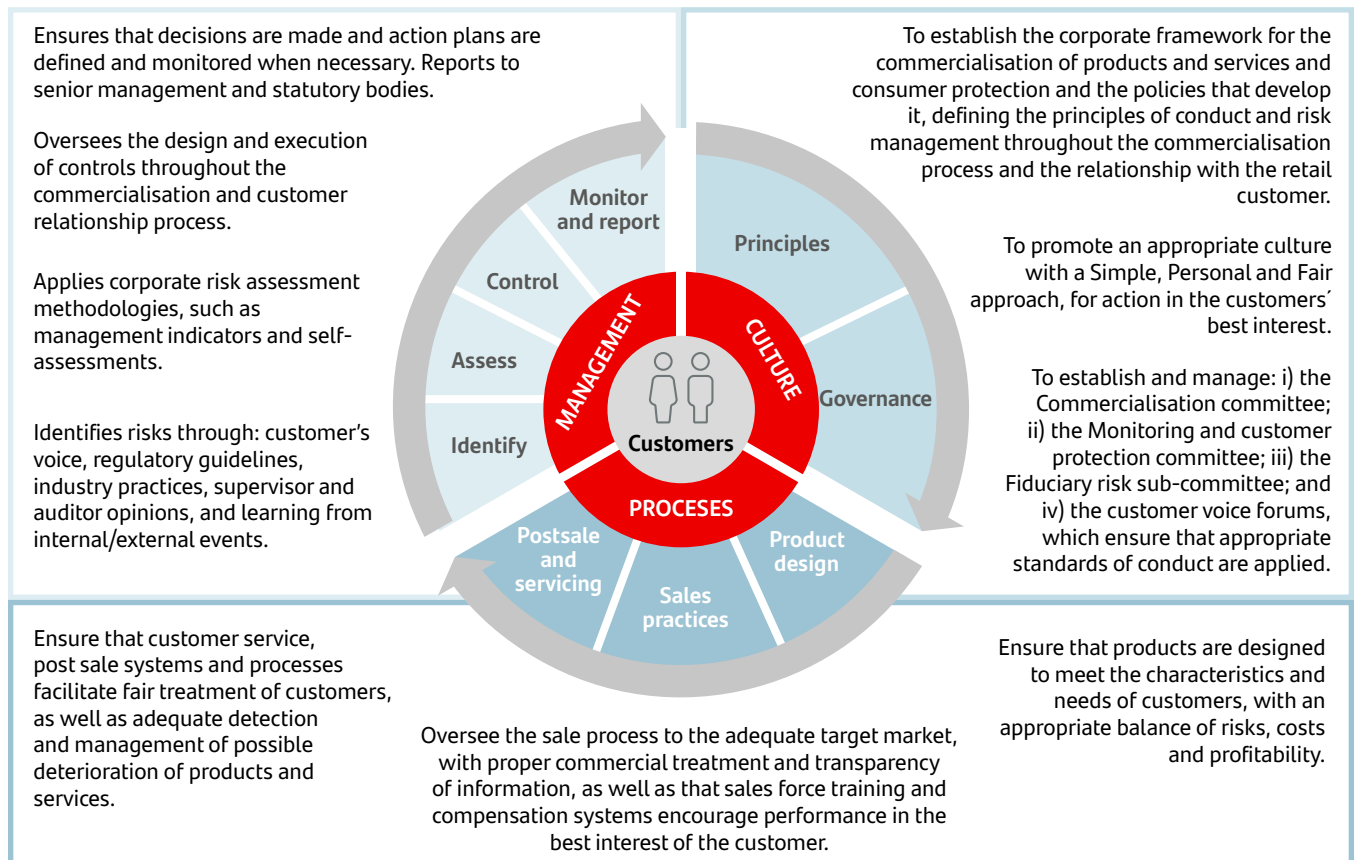 Ensures that decisions are made and action plans are
defined and monitored when necessary. Reports to
senior management and statutory bodies.
Oversees the design and execution
of controls throughout the
commercialisation and customer
relationship process.
Applies corporate risk assessment
methodologies, such as
management indicators and self-
assessments.
Identifies risks through: customer’s
voice, regulatory guidelines,
industry practices, supervisor and
auditor opinions, and learning from
internal/external events.
To establish the corporate framework for the
commercialisation of products and services and
consumer protection and the policies that develop
it, defining the principles of conduct and risk
management throughout the commercialisation
process and the relationship with the retail
customer.
To promote an appropriate culture
with a Simple, Personal and Fair
approach, for action in the customers´
best interest.
To establish and manage: i) the
Commercialisation committee;
ii) the Monitoring and customer
protection committee; iii) the
Fiduciary risk sub-committee; and
iv) the customer voice forums,
which ensure that appropriate
standards of conduct are applied.
Monitor
and report
Control
Assess
Identify
MANAGEMENT
Principles
Governance
CULTURE
Customers
PROCESES
Postsale
and
servicing
Sales
practices
Product
design
Ensure that customer service,
post sale systems and processes
facilitate fair treatment of customers,
as well as adequate detection
and management of possible
deterioration of products and
services.
Oversee the sale process to the adequate target market,
with proper commercial treatment and transparency
of information, as well as that sales force training and
compensation systems encourage performance in the
best interest of the customer.
Ensure that products are designed
to meet the characteristics and
needs of customers, with an
appropriate balance of risks, costs
and profitability.